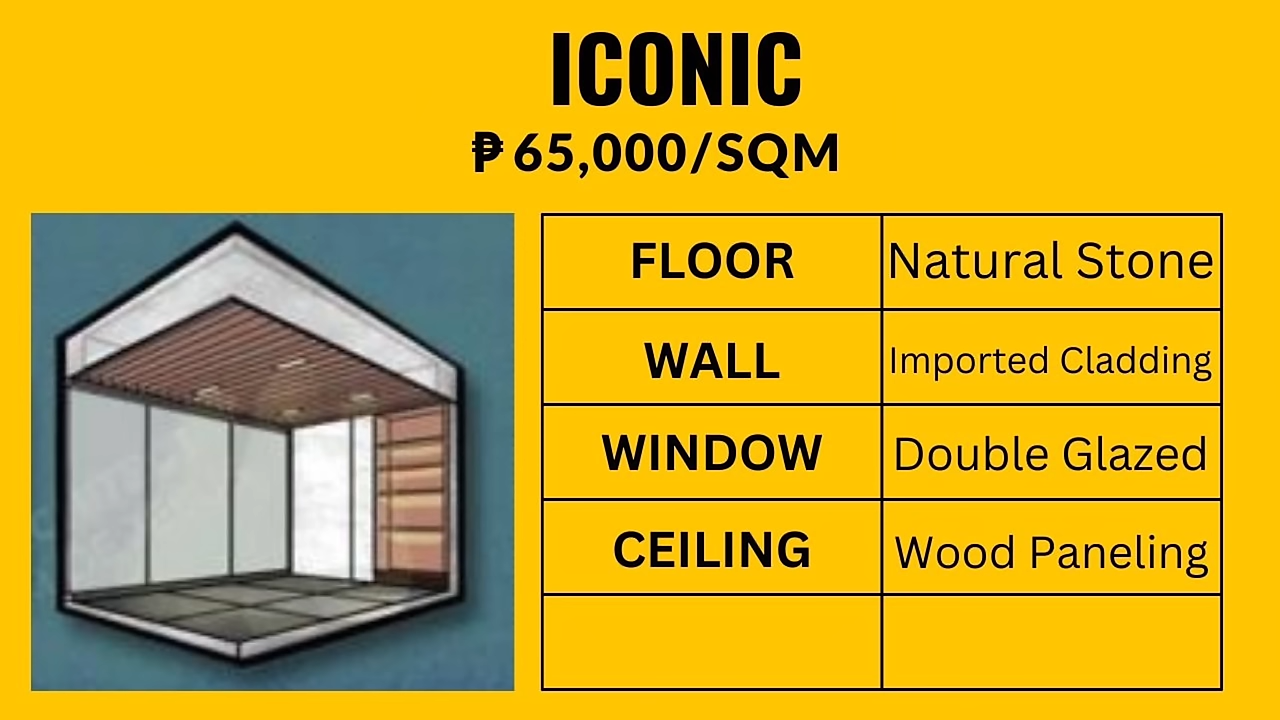 ICONIC
₱65,000/SQM
FLOOR Natural Stone
WALL Imported Cladding
WINDOW Double Glazed
CEILING Wood Paneling